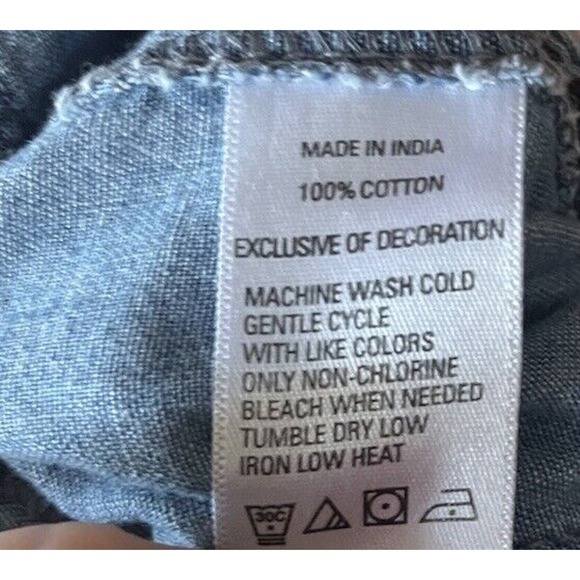 MADE IN INDIA
100% COTTON
EXCLUSIVE OF DECORATION
MACHINE WASH COLD
GENTLE CYCLE
WITH LIKE COLORS
ONLY NON-CHLORINE
BLEACH WHEN NEEDED
TUMBLE DRY LOW
IRON LOW HEAT
30C